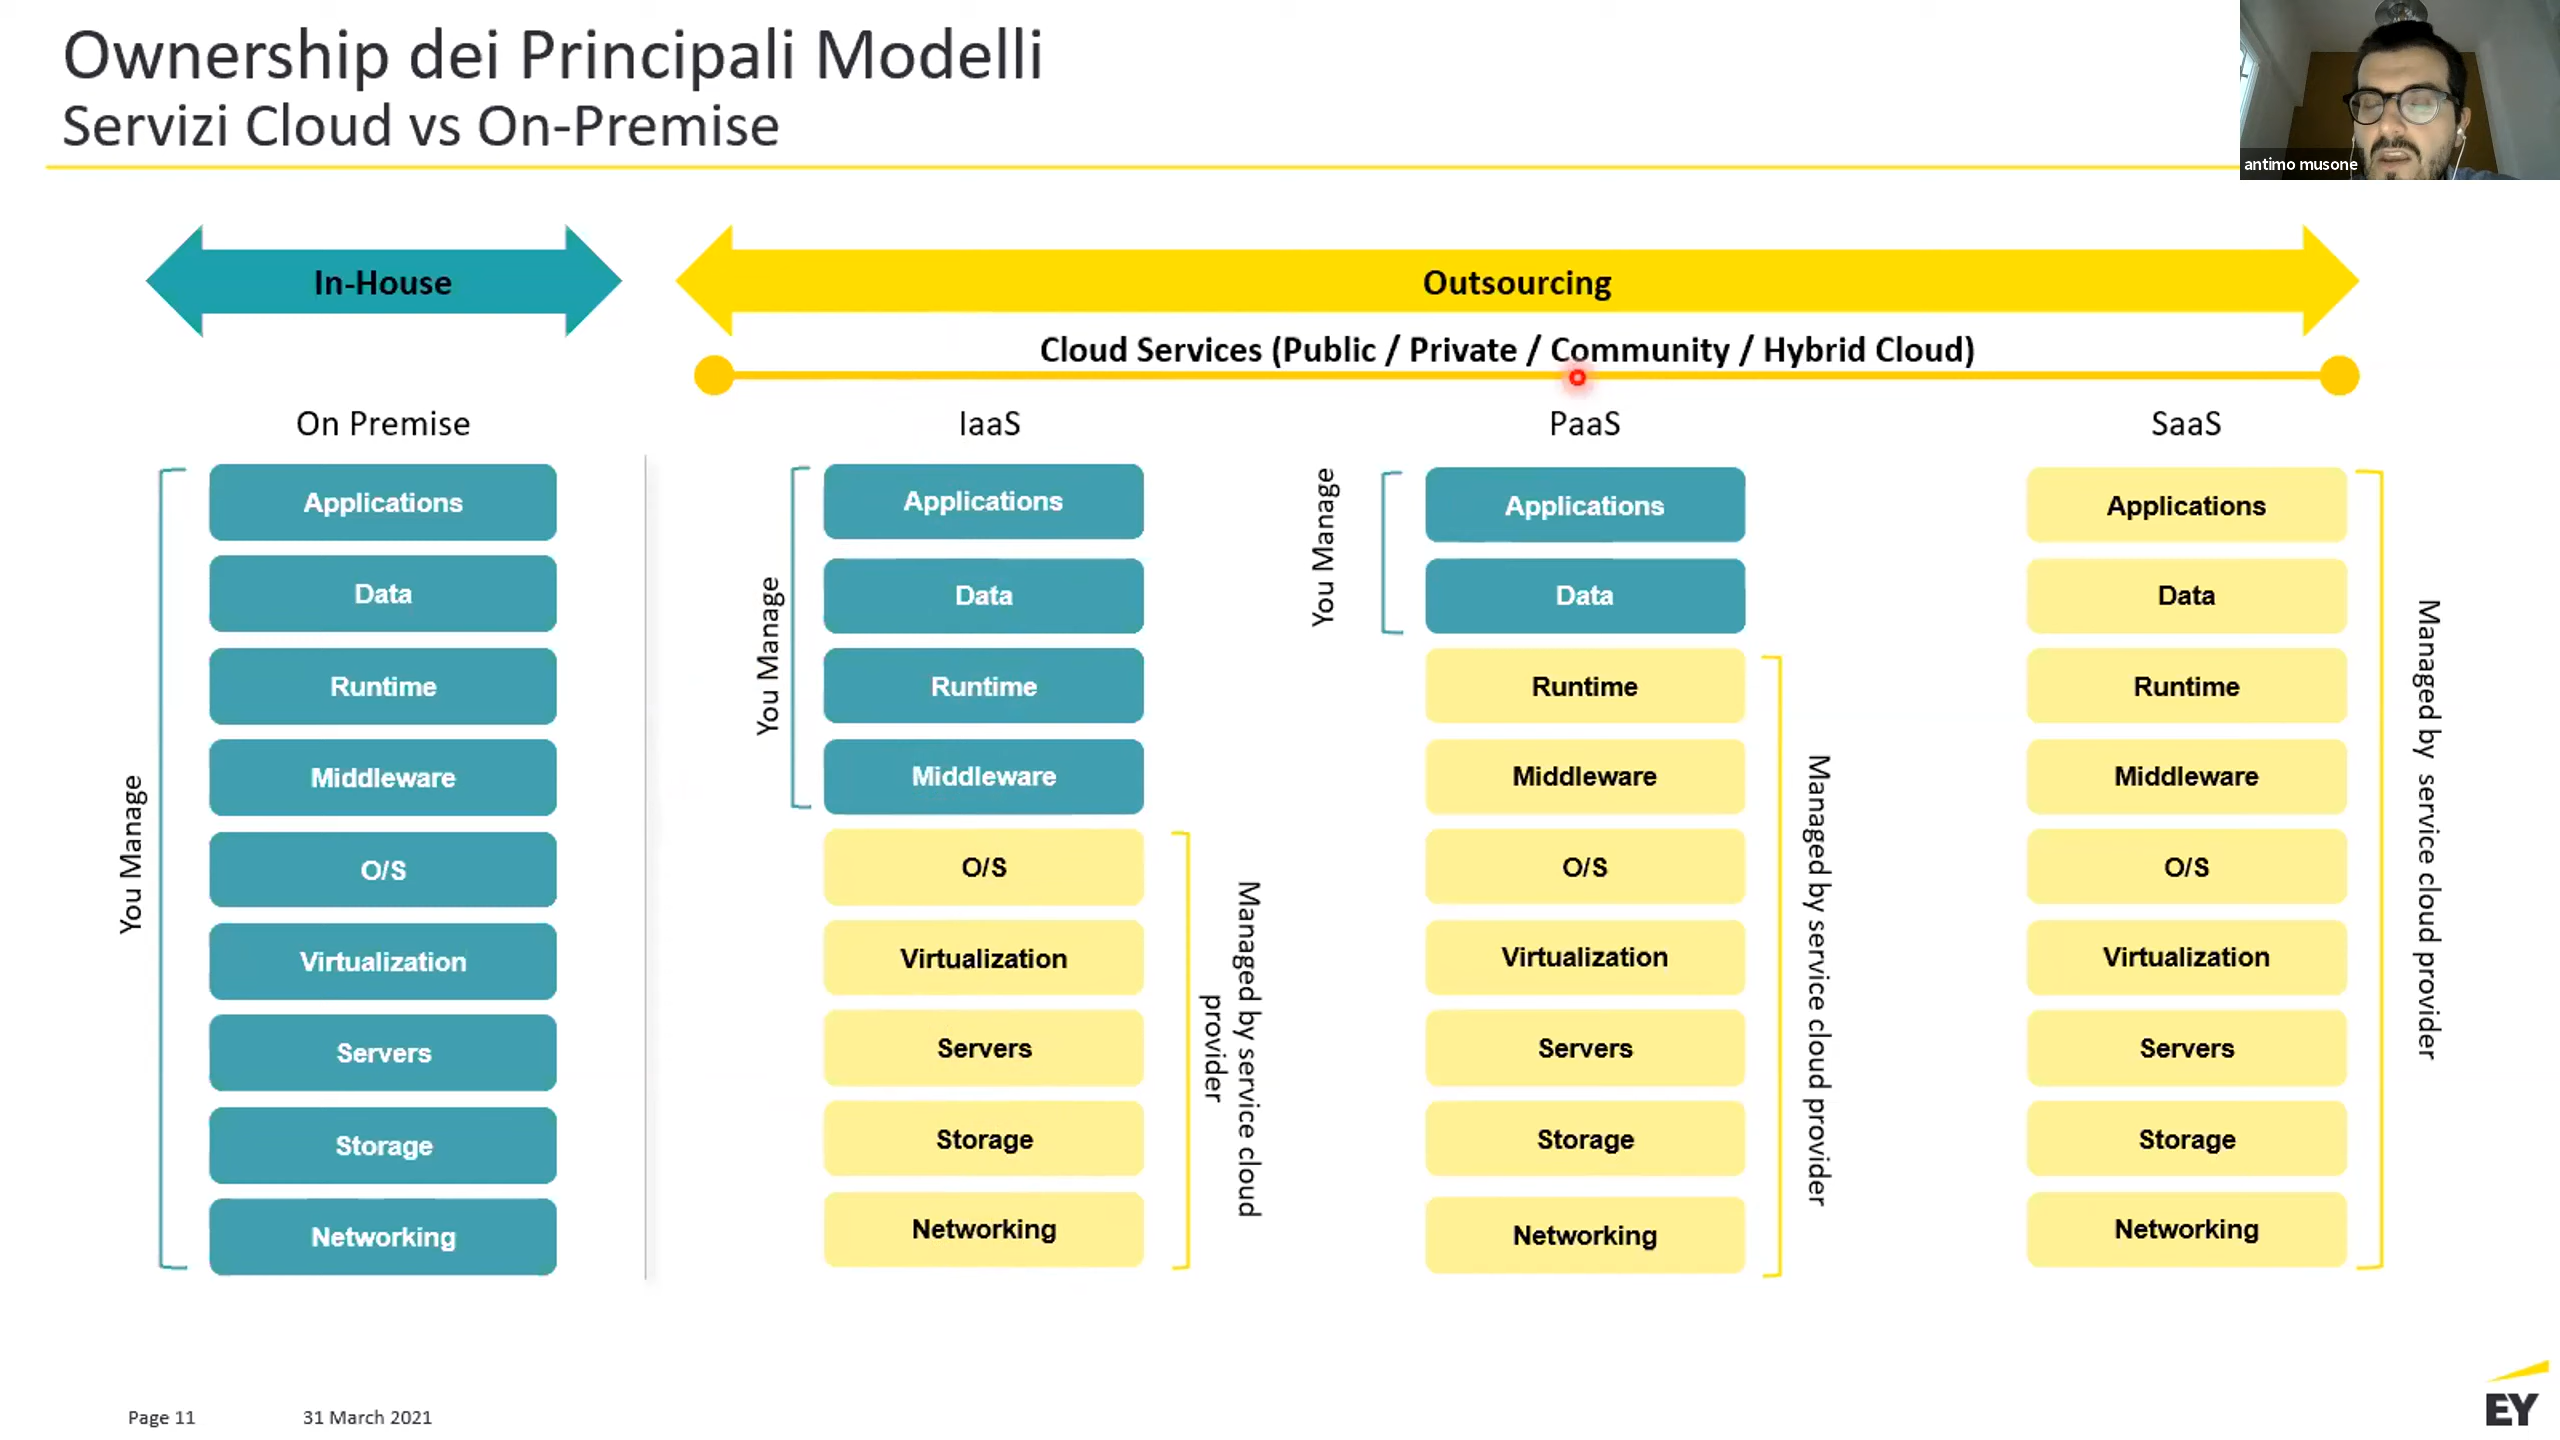 Ownership dei Principali Modelli
Servizi Cloud vs On-Premise
antimo musone
In-House
Outsourcing
Cloud Services (Public / Private / Community / Hybrid Cloud)
On Premise
You Manage
Applications
Data
Runtime
Middleware
O/S
Virtualization
Servers
Storage
Networking
IaaS
You Manage
Applications
Data
Runtime
Middleware
O/S
Virtualization
Servers
Storage
Networking
Managed by service cloud
provider
PaaS
You Manage
Applications
Data
Runtime
Middleware
O/S
Virtualization
Servers
Storage
Networking
Managed by service cloud provider
SaaS
Applications
Data
Runtime
Middleware
O/S
Virtualization
Servers
Storage
Networking
Managed by service cloud provider
Page 11
31 March 2021
EY